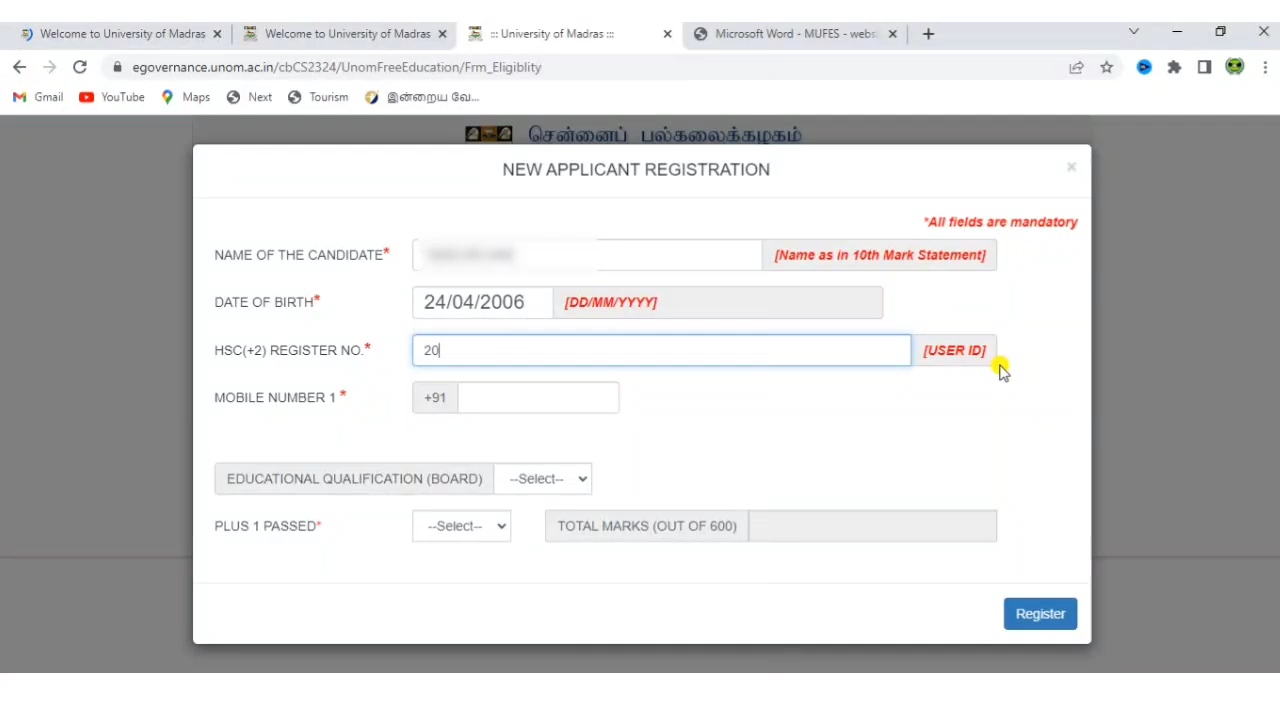 Welcome to University of Madras
Welcome to University of Madras
::: University of Madras :::
Microsoft Word - MUFES - webs
egovernance.unom.ac.in/cbCS2324/UnomFreeEducation/Frm_Eligiblity
Gmail YouTube Maps Next Tourism இன்றைய வே...
சென்னைப் பல்கலைக்கழகம்
NEW APPLICANT REGISTRATION
×
*All fields are mandatory
NAME OF THE CANDIDATE* [Name as in 10th Mark Statement]
DATE OF BIRTH* 24/04/2006 [DD/MM/YYYY]
HSC(+2) REGISTER NO.* 20 [USER ID]
MOBILE NUMBER 1 * +91
EDUCATIONAL QUALIFICATION (BOARD) --Select--
PLUS 1 PASSED* --Select-- TOTAL MARKS (OUT OF 600)
Register